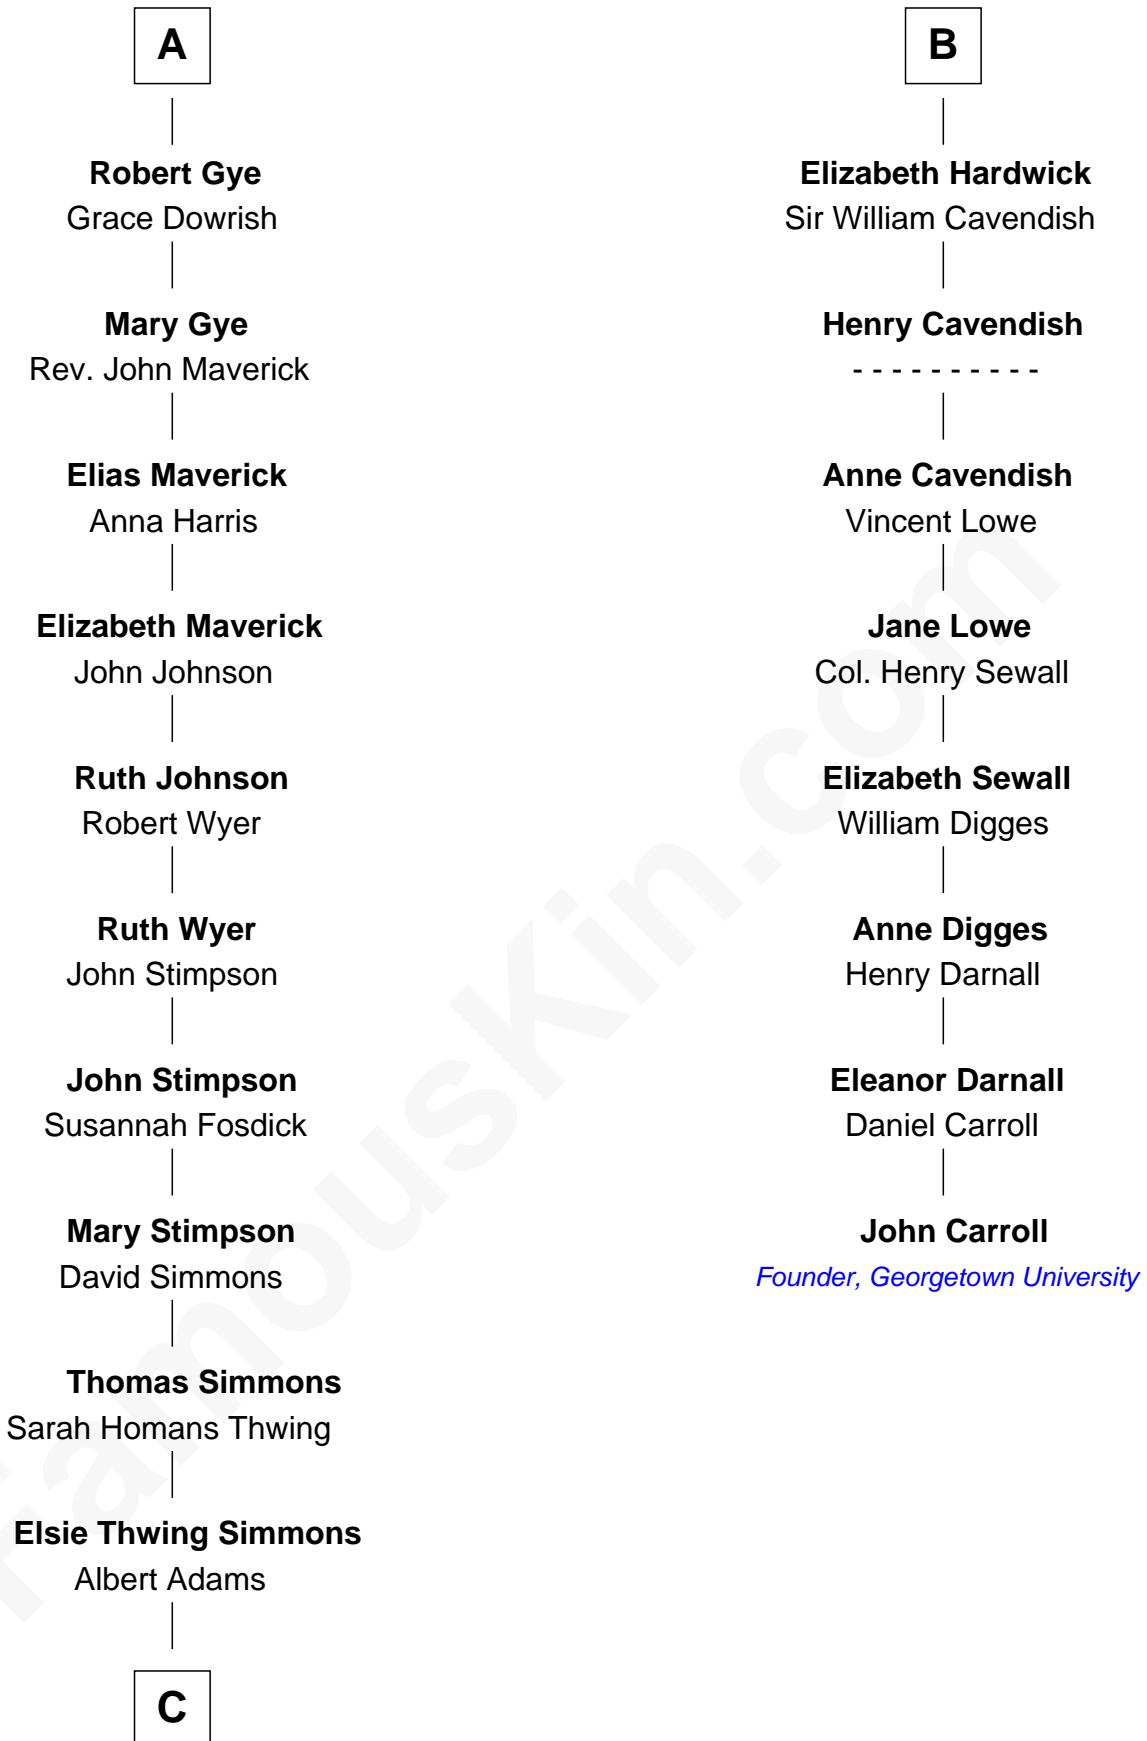 A
Robert Gye
Grace Dowrish
Mary Gye
Rev. John Maverick
Elias Maverick
Anna Harris
Elizabeth Maverick
John Johnson
Ruth Johnson
Robert Wyer
Ruth Wyer
John Stimpson
John Stimpson
Susannah Fosdick
Mary Stimpson
David Simmons
Thomas Simmons
Sarah Homans Thwing
Elsie Thwing Simmons
Albert Adams
C
B
Elizabeth Hardwick
Sir William Cavendish
Henry Cavendish
- - - - - - - - - -
Anne Cavendish
Vincent Lowe
Jane Lowe
Col. Henry Sewall
Elizabeth Sewall
William Digges
Anne Digges
Henry Darnall
Eleanor Darnall
Daniel Carroll
John Carroll
Founder, Georgetown University
FamousKin.com